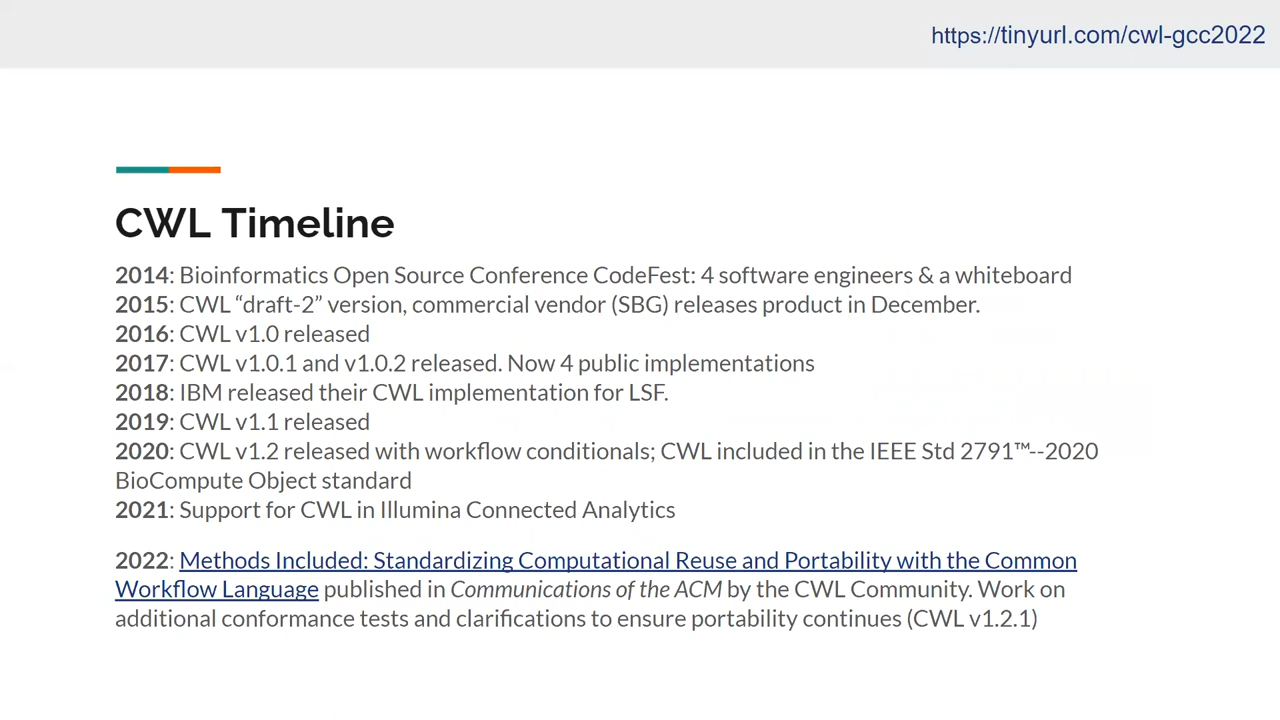 https://tinyurl.com/cwl-gcc2022
CWL Timeline
2014: Bioinformatics Open Source Conference CodeFest: 4 software engineers & a whiteboard
2015: CWL “draft-2” version, commercial vendor (SBG) releases product in December.
2016: CWL v1.0 released
2017: CWL v1.0.1 and v1.0.2 released. Now 4 public implementations
2018: IBM released their CWL implementation for LSF.
2019: CWL v1.1 released
2020: CWL v1.2 released with workflow conditionals; CWL included in the IEEE Std 2791™--2020
BioCompute Object standard
2021: Support for CWL in Illumina Connected Analytics
2022: Methods Included: Standardizing Computational Reuse and Portability with the Common
Workflow Language published in Communications of the ACM by the CWL Community. Work on
additional conformance tests and clarifications to ensure portability continues (CWL v1.2.1)